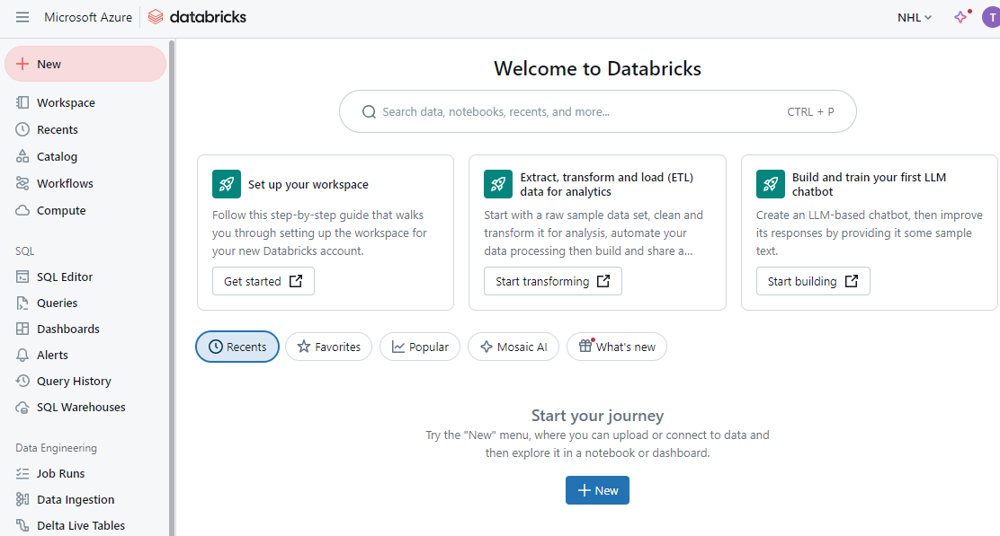 Microsoft Azure databricks NHL T
New
Workspace
Recents
Catalog
Workflows
Compute
SQL
SQL Editor
Queries
Dashboards
Alerts
Query History
SQL Warehouses
Data Engineering
Job Runs
Data Ingestion
Delta Live Tables
Welcome to Databricks
Search data, notebooks, recents, and more... CTRL + P
Set up your workspace
Follow this step-by-step guide that walks
you through setting up the workspace for
your new Databricks account.
Get started
Extract, transform and load (ETL)
data for analytics
Start with a raw sample data set, clean and
transform it for analysis, automate your
data processing then build and share a...
Start transforming
Build and train your first LLM
chatbot
Create an LLM-based chatbot, then improve
its responses by providing it some sample
text.
Start building
Recents Favorites Popular Mosaic AI What's new
Start your journey
Try the "New" menu, where you can upload or connect to data and
then explore it in a notebook or dashboard.
New